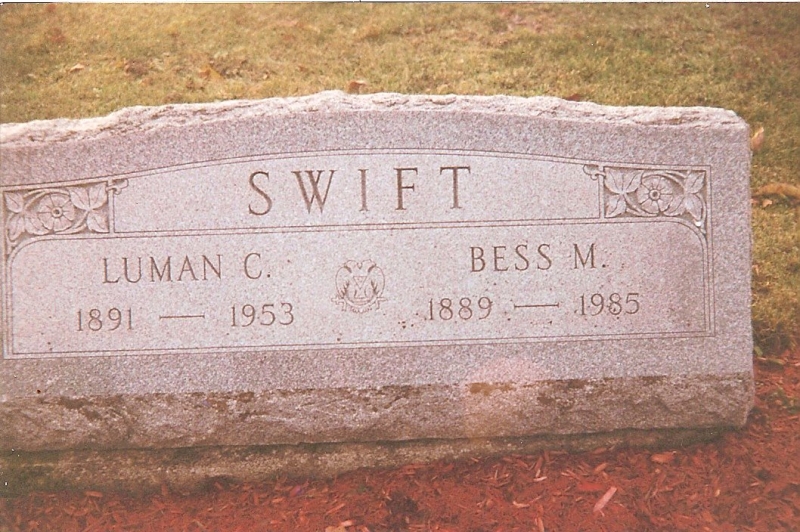 SWIFT
LUMAN C.
1891 — 1953
BESS M.
1889 — 1985